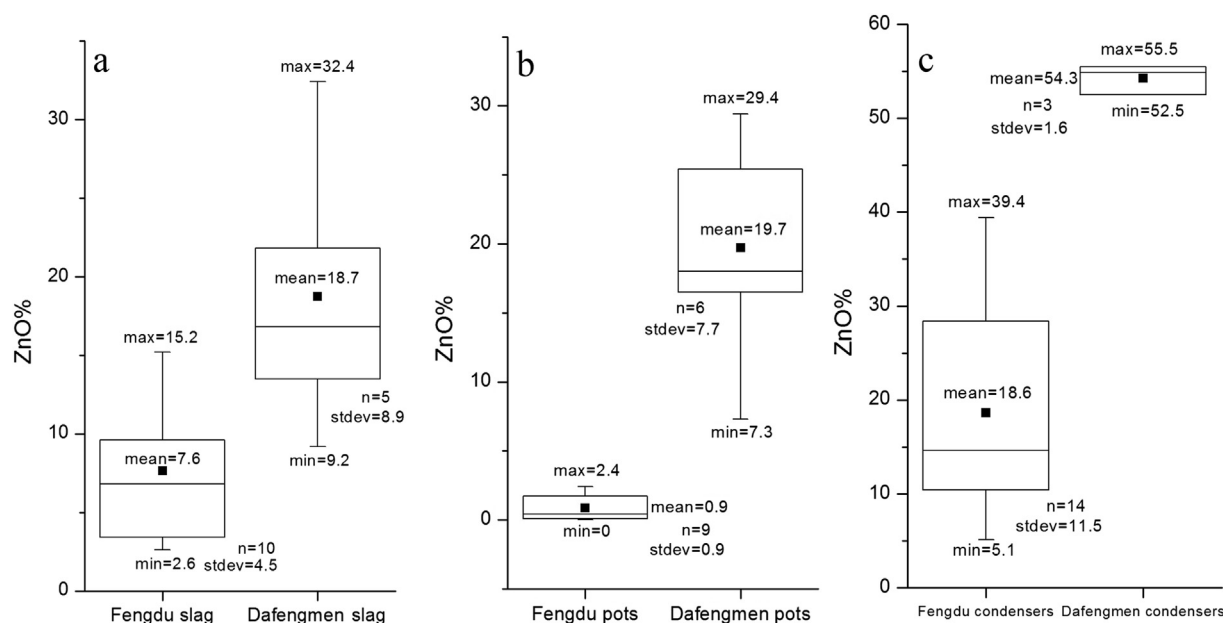 a
ZnO%
30
20
10
0
max=15.2
mean=7.6
min=2.6
n=10
stdev=4.5
max=32.4
mean=18.7
n=5
stdev=8.9
min=9.2
Fengdu slag
Dafengmen slag
b
ZnO%
30
20
10
0
max=2.4
mean=0.9
min=0
n=9
stdev=0.9
max=29.4
mean=19.7
n=6
stdev=7.7
min=7.3
Fengdu pots
Dafengmen pots
c
ZnO%
60
50
40
30
20
10
0
max=39.4
mean=18.6
n=14
stdev=11.5
min=5.1
max=55.5
mean=54.3
n=3
stdev=1.6
min=52.5
Fengdu condensers
Dafengmen condensers